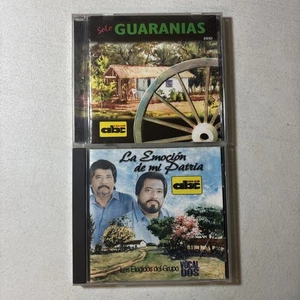 Solo GUARANIAS
abc
La Emoción
de mi Patria
abc
Los Elegidos del Grupo
VOCAL
DOS